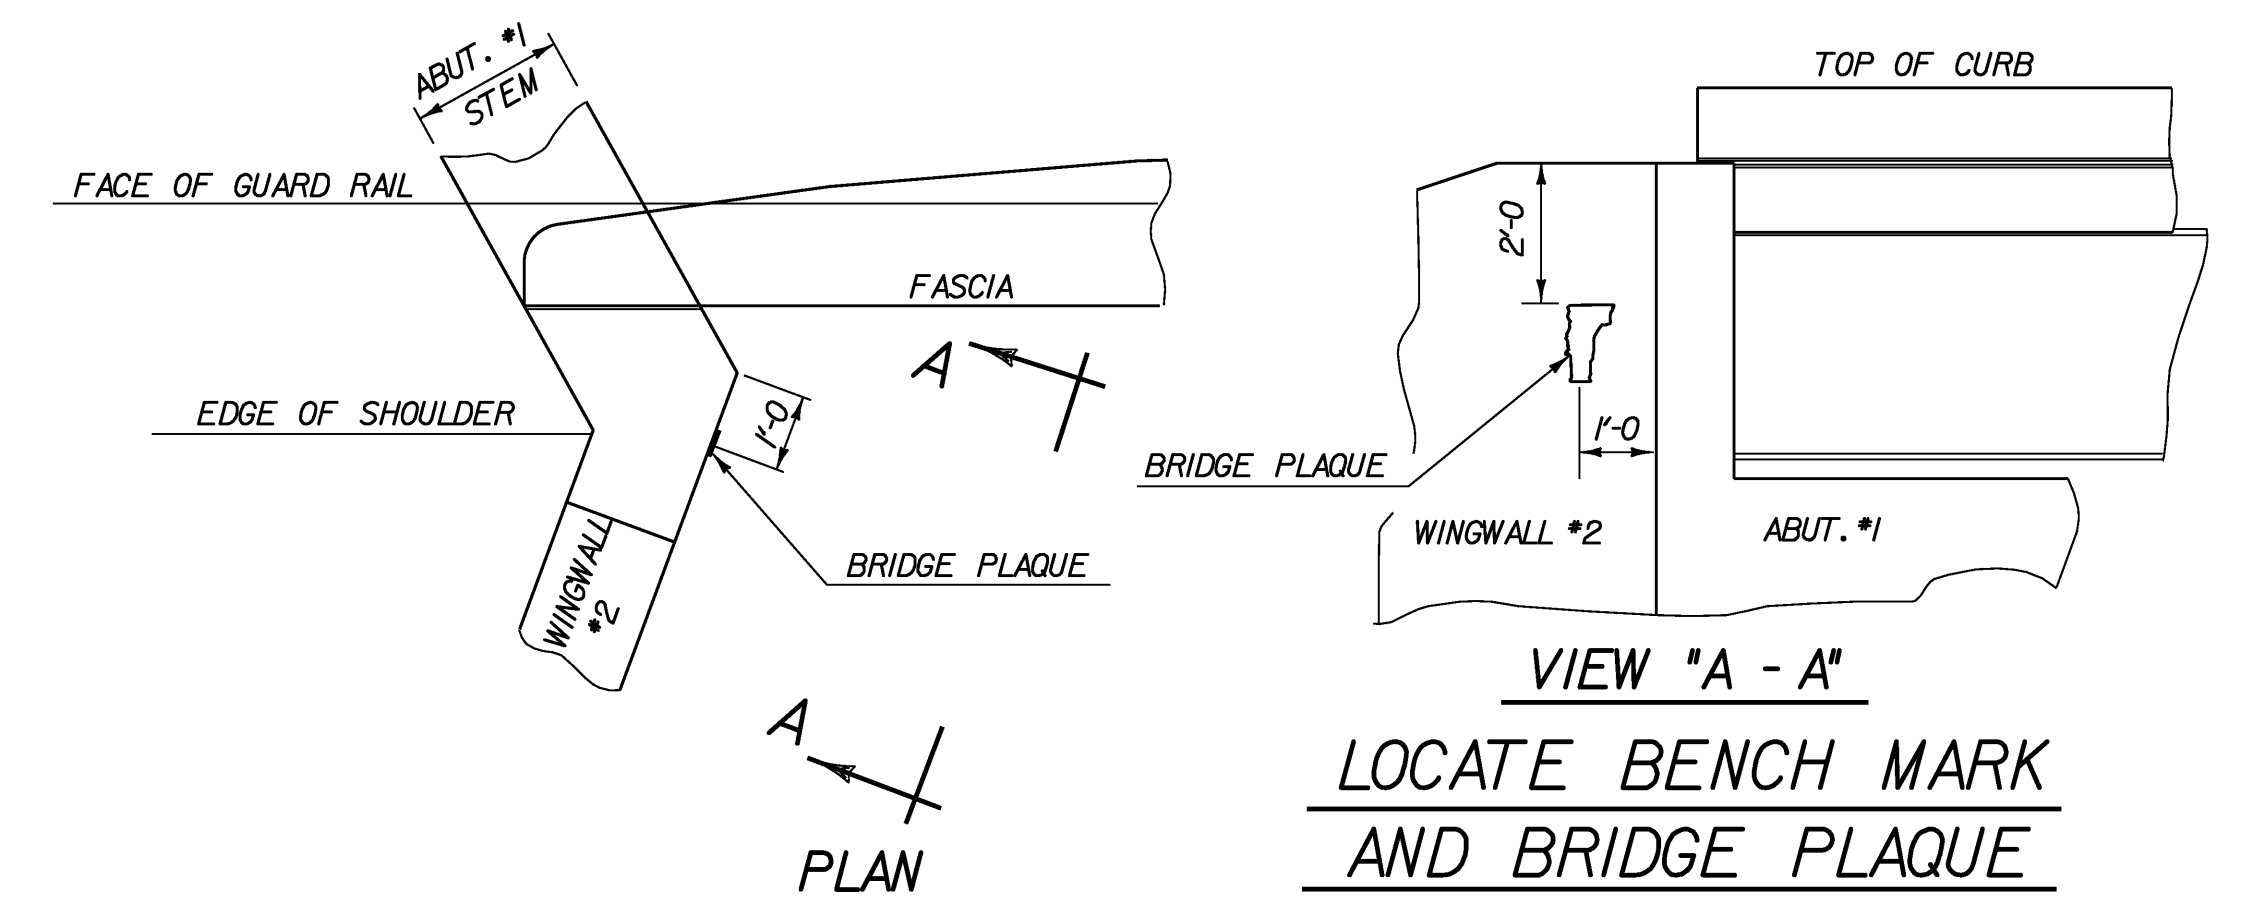 ABUT. #1
STEM
FACE OF GUARD RAIL
FASCIA
A
EDGE OF SHOULDER
1'-0
BRIDGE PLAQUE
WINGWALL
#2
A
PLAN
TOP OF CURB
2'-0
1'-0
BRIDGE PLAQUE
WINGWALL #2
ABUT. #1
VIEW "A - A"
LOCATE BENCH MARK
AND BRIDGE PLAQUE